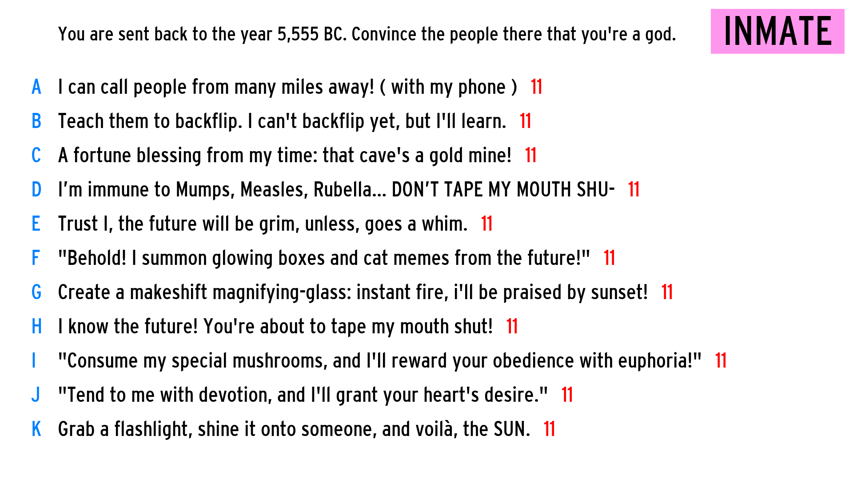 You are sent back to the year 5,555 BC. Convince the people there that you're a god.
INMATE
A I can call people from many miles away! ( with my phone ) 11
B Teach them to backflip. I can't backflip yet, but I'll learn. 11
C A fortune blessing from my time: that cave's a gold mine! 11
D I’m immune to Mumps, Measles, Rubella... DON’T TAPE MY MOUTH SHU- 11
E Trust I, the future will be grim, unless, goes a whim. 11
F "Behold! I summon glowing boxes and cat memes from the future!" 11
G Create a makeshift magnifying-glass: instant fire, i'll be praised by sunset! 11
H I know the future! You're about to tape my mouth shut! 11
I "Consume my special mushrooms, and I'll reward your obedience with euphoria!" 11
J "Tend to me with devotion, and I'll grant your heart's desire." 11
K Grab a flashlight, shine it onto someone, and voilà, the SUN. 11